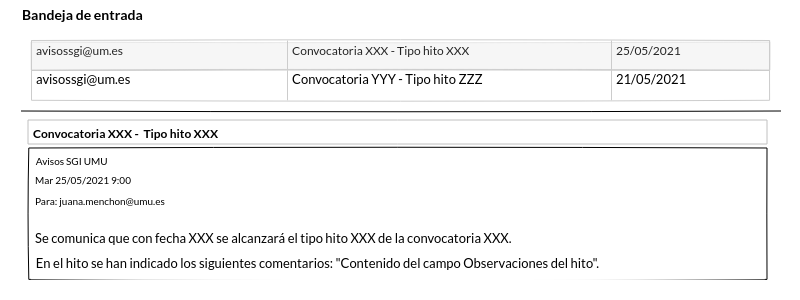 Bandeja de entrada
avisossgi@um.es Convocatoria XXX - Tipo hito XXX 25/05/2021
avisossgi@um.es Convocatoria YYY - Tipo hito ZZZ 21/05/2021
Convocatoria XXX -  Tipo hito XXX
Avisos SGI UMU
Mar 25/05/2021 9:00
Para: juana.menchon@umu.es
Se comunica que con fecha XXX se alcanzará el tipo hito XXX de la convocatoria XXX.
En el hito se han indicado los siguientes comentarios: "Contenido del campo Observaciones del hito".